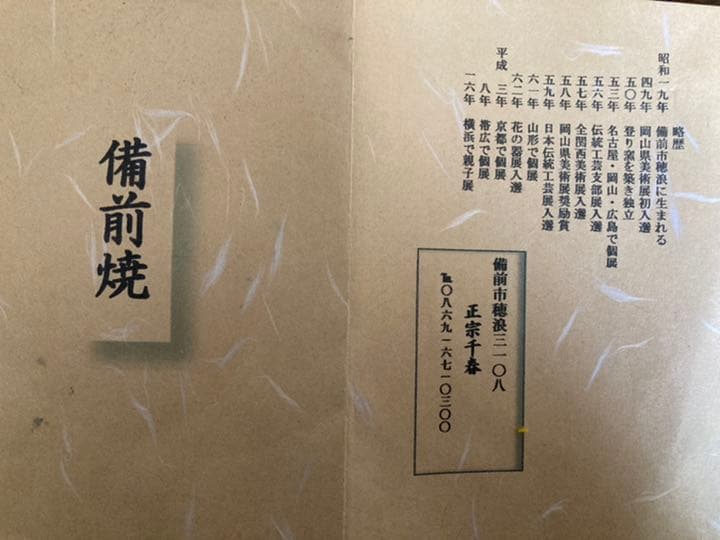 備前焼
略歴
昭和一九年 備前市穂浪に生まれる
四九年 岡山県美術展初入選
五〇年 登り窯を築き独立
五三年 名古屋・岡山・広島で個展
五六年 伝統工芸支部展入選
五七年 全関西美術展入選
五八年 岡山県美術展奨励賞
五九年 日本伝統工芸展入選
六一年 山形で個展
六二年 花の器展入選
平成 三年 京都で個展
八年 帯広で個展
一六年 横浜で親子展
備前市穂浪三一〇八
正宗千春
℡〇八六九ー六七ー〇三〇〇